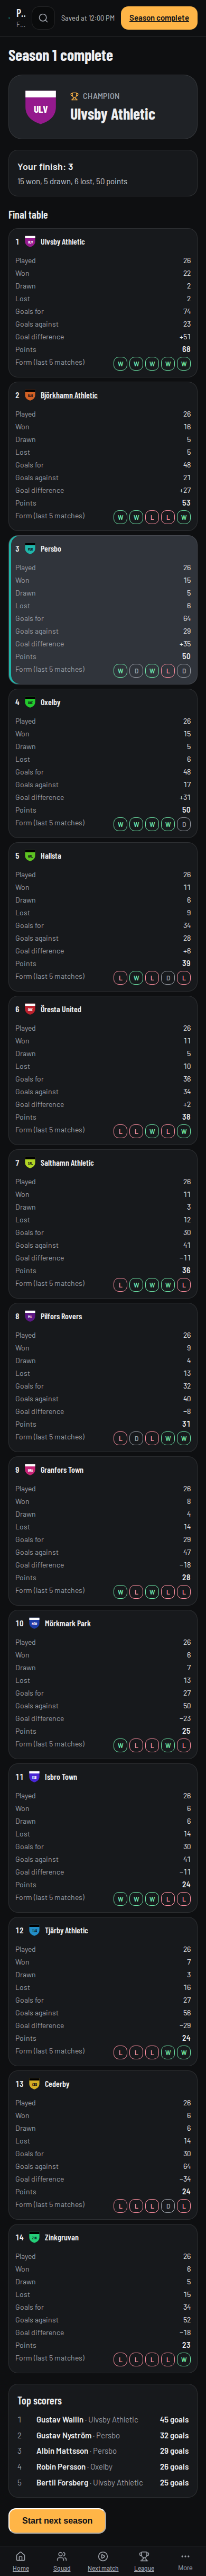 P..
F...
Saved at 12:00 PM
Season complete
Season 1 complete
ULV
CHAMPION
Ulvsby Athletic
Your finish: 3
15 won, 5 drawn, 6 lost, 50 points
Final table
1 Ulvsby Athletic
Played 26
Won 22
Drawn 2
Lost 2
Goals for 74
Goals against 23
Goal difference +51
Points 68
Form (last 5 matches) W W W W W
2 Björkhamn Athletic
Played 26
Won 16
Drawn 5
Lost 5
Goals for 48
Goals against 21
Goal difference +27
Points 53
Form (last 5 matches) W W L L W
3 Persbo
Played 26
Won 15
Drawn 5
Lost 6
Goals for 64
Goals against 29
Goal difference +35
Points 50
Form (last 5 matches) W D W L D
4 Oxelby
Played 26
Won 15
Drawn 5
Lost 6
Goals for 48
Goals against 17
Goal difference +31
Points 50
Form (last 5 matches) W W W W D
5 Hallsta
Played 26
Won 11
Drawn 6
Lost 9
Goals for 34
Goals against 28
Goal difference +6
Points 39
Form (last 5 matches) L W L D L
6 Öresta United
Played 26
Won 11
Drawn 5
Lost 10
Goals for 36
Goals against 34
Goal difference +2
Points 38
Form (last 5 matches) L L W L W
7 Salthamn Athletic
Played 26
Won 11
Drawn 3
Lost 12
Goals for 30
Goals against 41
Goal difference −11
Points 36
Form (last 5 matches) L W W W L
8 Pilfors Rovers
Played 26
Won 9
Drawn 4
Lost 13
Goals for 32
Goals against 40
Goal difference −8
Points 31
Form (last 5 matches) L D L W W
9 Granfors Town
Played 26
Won 8
Drawn 4
Lost 14
Goals for 29
Goals against 47
Goal difference −18
Points 28
Form (last 5 matches) W L W L L
10 Mörkmark Park
Played 26
Won 6
Drawn 7
Lost 13
Goals for 27
Goals against 50
Goal difference −23
Points 25
Form (last 5 matches) W L L W L
11 Isbro Town
Played 26
Won 6
Drawn 6
Lost 14
Goals for 30
Goals against 41
Goal difference −11
Points 24
Form (last 5 matches) W W W L L
12 Tjärby Athletic
Played 26
Won 7
Drawn 3
Lost 16
Goals for 27
Goals against 56
Goal difference −29
Points 24
Form (last 5 matches) L L L W W
13 Cederby
Played 26
Won 6
Drawn 6
Lost 14
Goals for 30
Goals against 64
Goal difference −34
Points 24
Form (last 5 matches) L L L D L
14 Zinkgruvan
Played 26
Won 6
Drawn 5
Lost 15
Goals for 34
Goals against 52
Goal difference −18
Points 23
Form (last 5 matches) L L L L W
Top scorers
1 Gustav Wallin · Ulvsby Athletic 45 goals
2 Gustav Nyström · Persbo 32 goals
3 Albin Mattsson · Persbo 29 goals
4 Robin Persson · Oxelby 26 goals
5 Bertil Forsberg · Ulvsby Athletic 25 goals
Start next season
Home Squad Next match League More